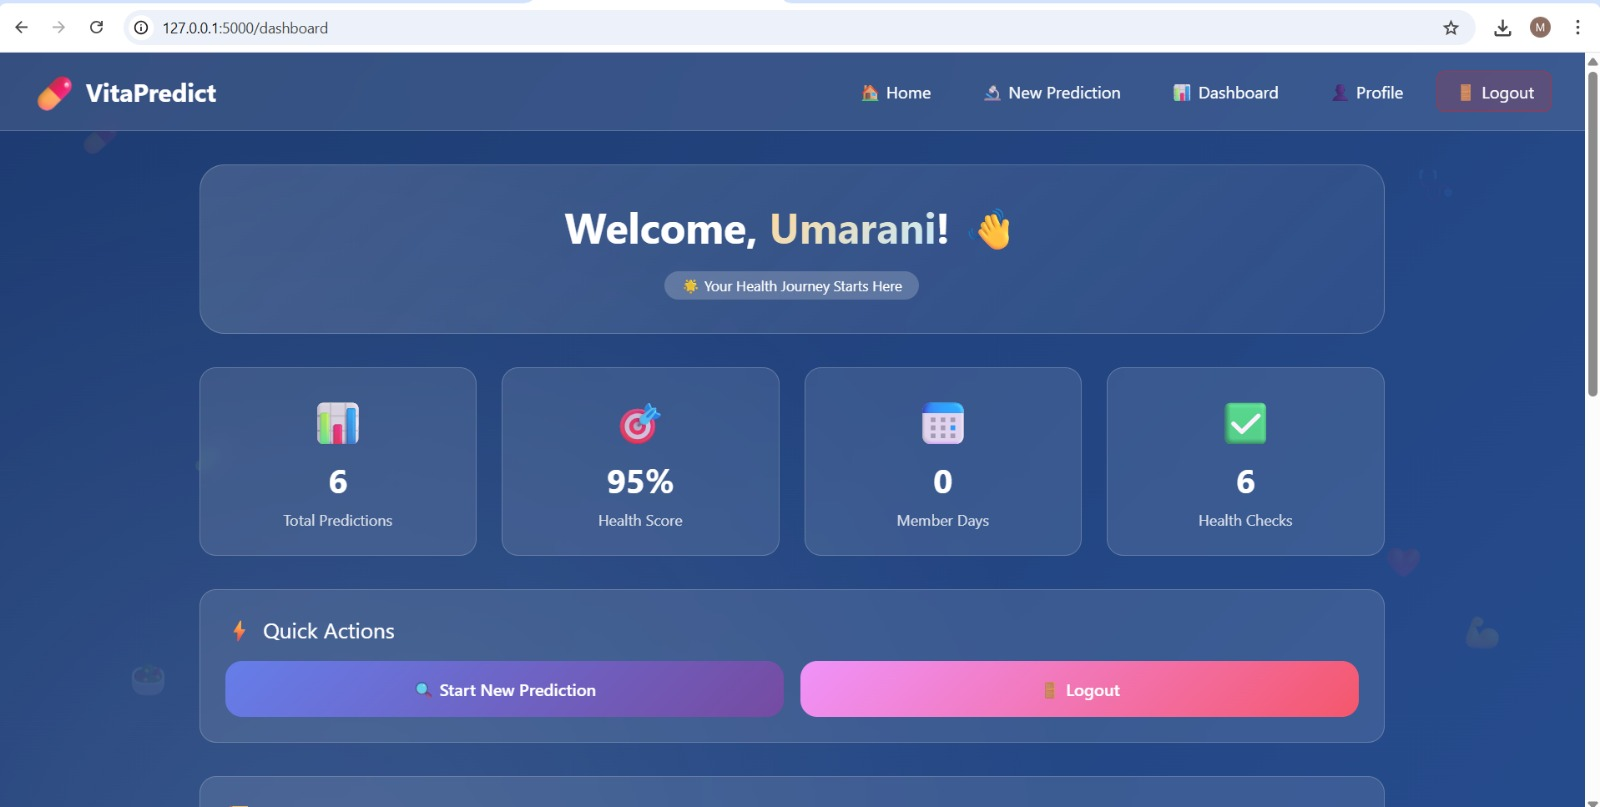 127.0.0.1:5000/dashboard
M
VitaPredict
Home
New Prediction
Dashboard
Profile
Logout
Welcome, Umarani!
Your Health Journey Starts Here
6
Total Predictions
95%
Health Score
0
Member Days
6
Health Checks
Quick Actions
Start New Prediction
Logout